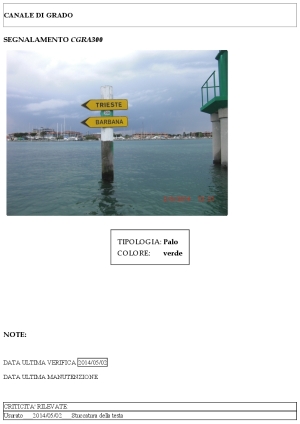 CANALE DI GRADO
SEGNALAMENTO CGRA300
TRIESTE
BARBANA
TIPOLOGIA: Palo
COLORE: verde
NOTE:
DATA ULTIMA VERIFICA 2014/05/02
DATA ULTIMA MANUTENZIONE
CRITICITA' RILEVATE
Usurato 2014/05/02 Stuccatura della testa